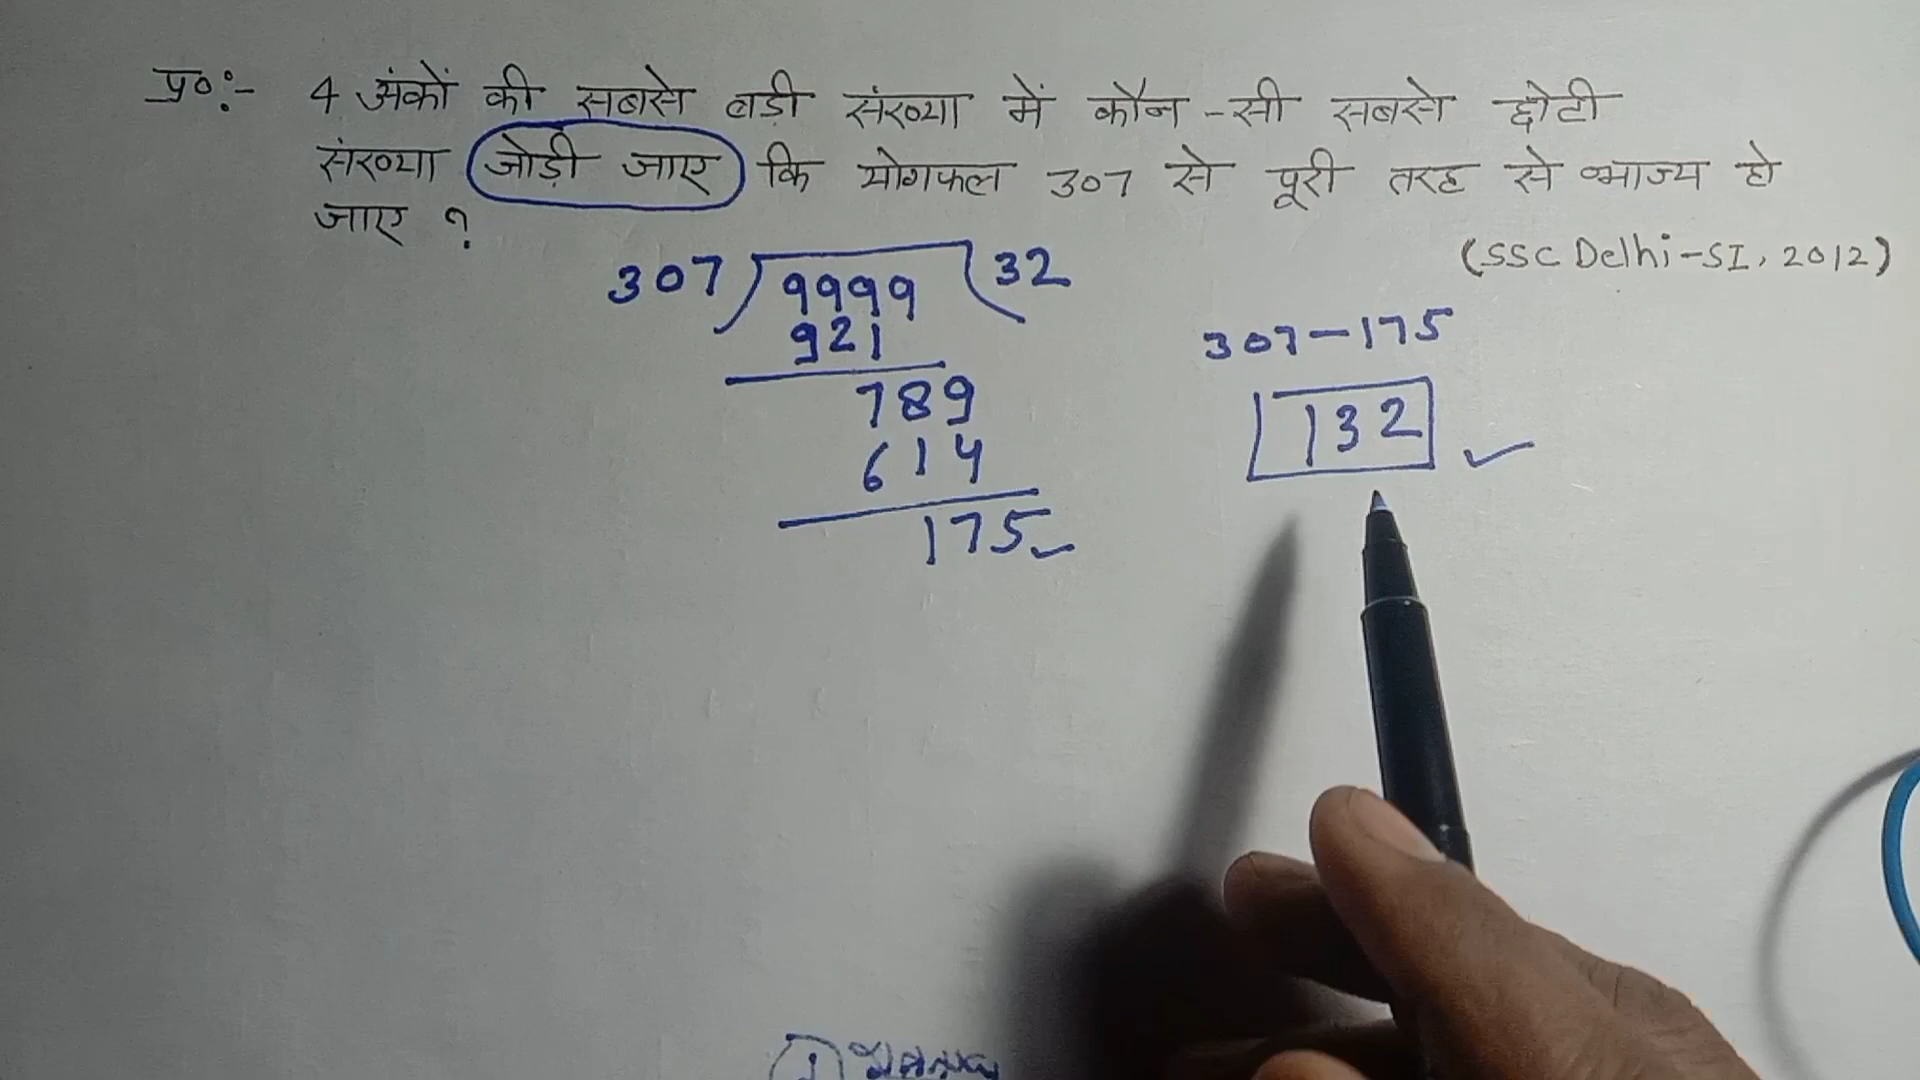 प्र०:- 4 अंकों की सबसे बड़ी संख्या में कौन-सी सबसे छोटी
संख्या जोड़ी जाए कि योगफल 307 से पूरी तरह से भाज्य हो
जाए ?
(SSC Delhi-SI, 2012)
307 ) 9999 ( 32
921
789
614
175
307-175
132
1